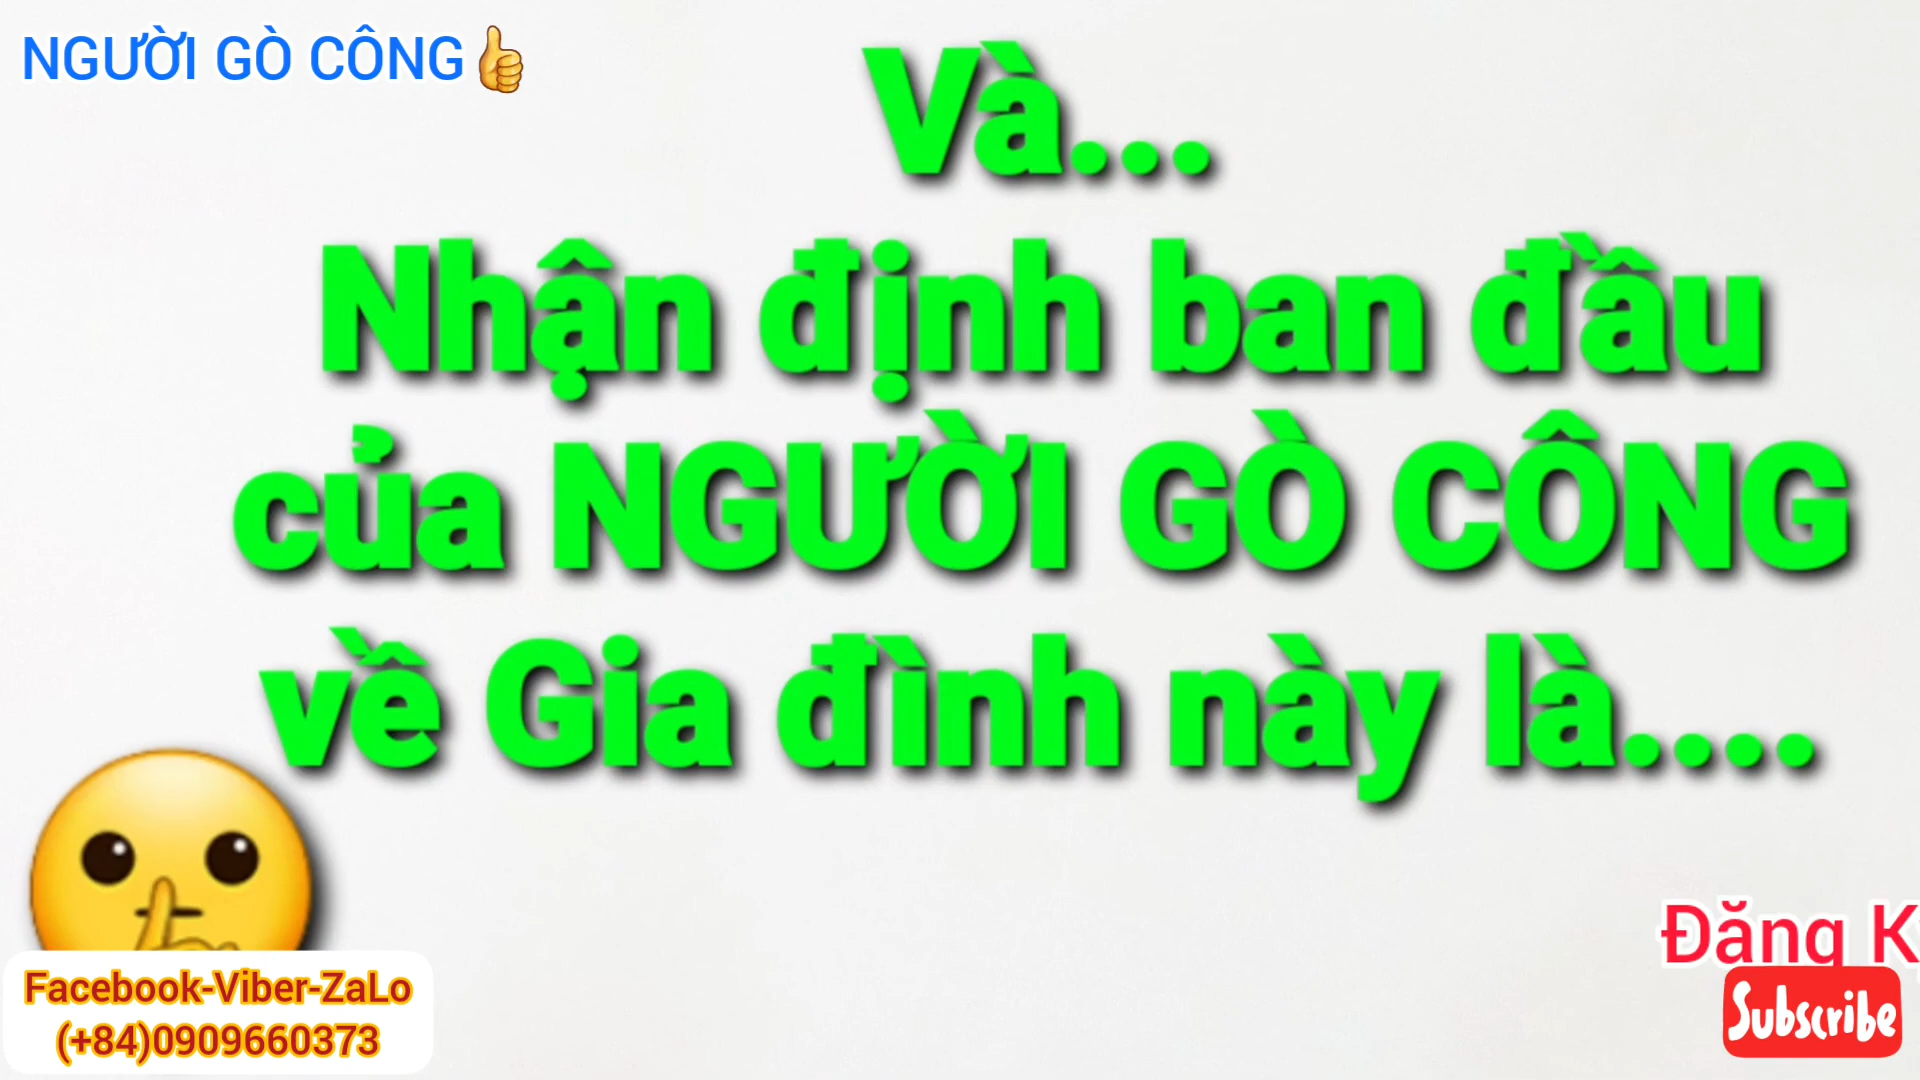 NGƯỜI GÒ CÔNG👍
Và...
Nhận định ban đầu
của NGƯỜI GÒ CÔNG
về Gia đình này là....
Facebook-Viber-ZaLo
(+84)0909660373
Đăng
Subscribe